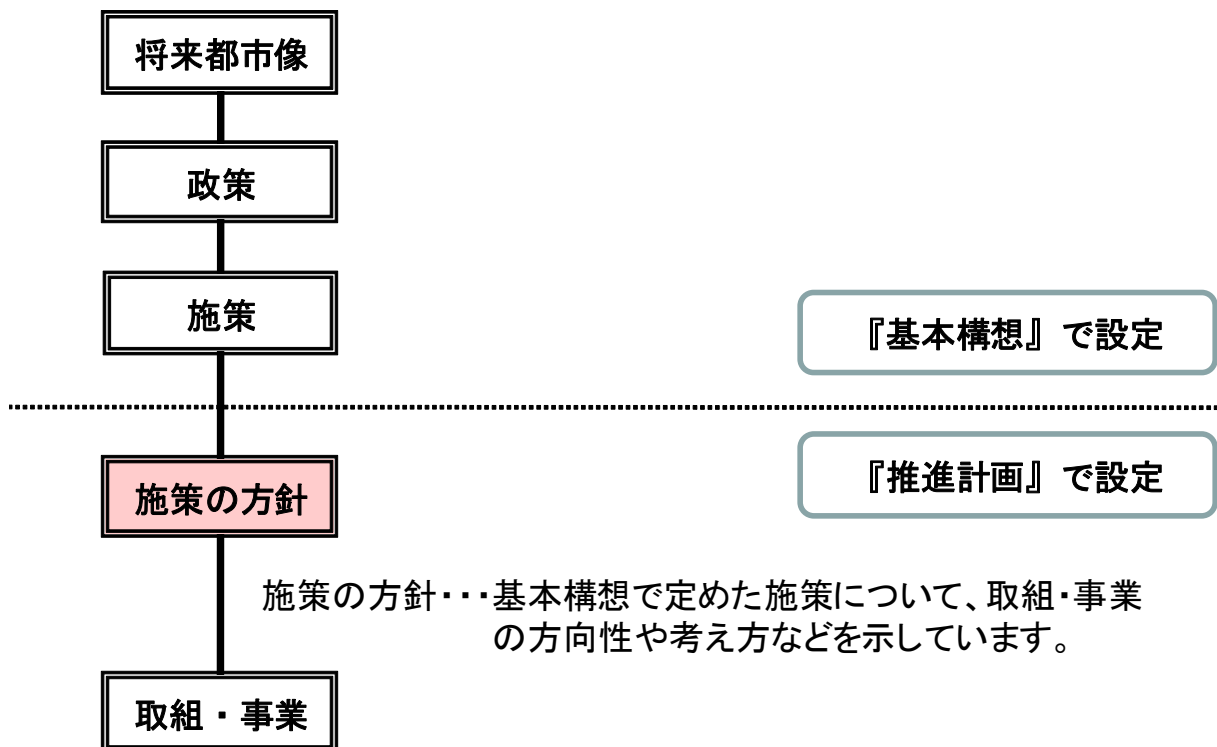 将来都市像
政策
施策
『基本構想』で設定
『推進計画』で設定
施策の方針
施策の方針・・・基本構想で定めた施策について、取組・事業
の方向性や考え方などを示しています。
取組・事業